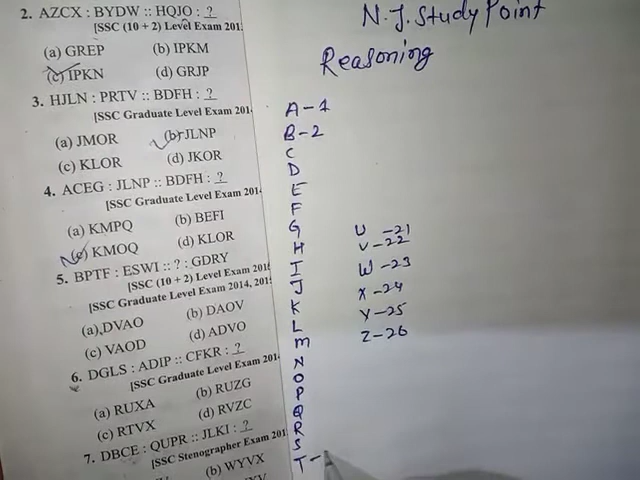 2. AZCX : BYDW :: HQJO : ?
[SSC (10 + 2) Level Exam 201
(a) GREP (b) IPKM
(c) IPKN (d) GRJP
3. HJLN : PRTV :: BDFH : ?
[SSC Graduate Level Exam 201
(a) JMOR (b) JLNP
(c) KLOR (d) JKOR
4. ACEG : JLNP :: BDFH : ?
[SSC Graduate Level Exam 201
(a) KMPQ (b) BEFI
(c) KMOQ (d) KLOR
5. BPTF : ESWI :: ? : GDRY
[SSC (10 + 2) Level Exam 201
[SSC Graduate Level Exam 2014, 201
(a) DVAO (b) DAOV
(c) VAOD (d) ADVO
6. DGLS : ADIP :: CFKR : ?
[SSC Graduate Level Exam 201
(a) RUXA (b) RUZG
(c) RTVX (d) RVZC
7. DBCE : QUPR :: JLKI : ?
[SSC Stenographer Exam 201
(b) WYVX
N.J. Study Point
Reasoning
A - 1
B - 2
C
D
E
F
G
H
I
J
K
L
M
N
O
P
Q
R
S
T -
U - 21
V - 22
W - 23
X - 24
Y - 25
Z - 26